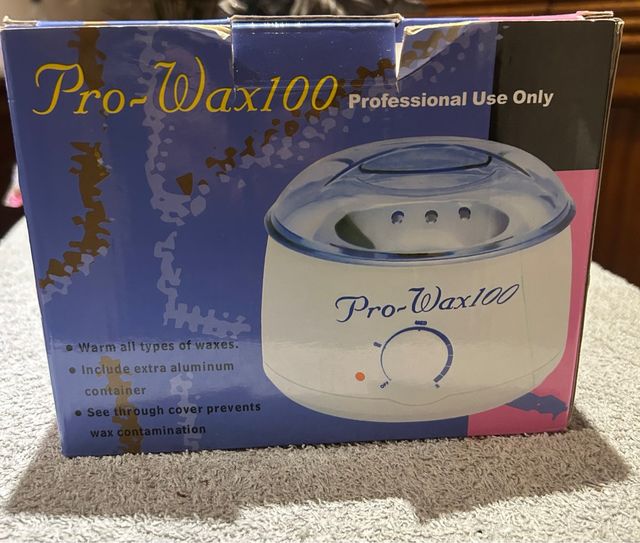 Pro-Wax100 Professional Use Only
Pro-Wax100
• Warm all types of waxes.
• Include extra aluminum
container
• See through cover prevents
wax contamination